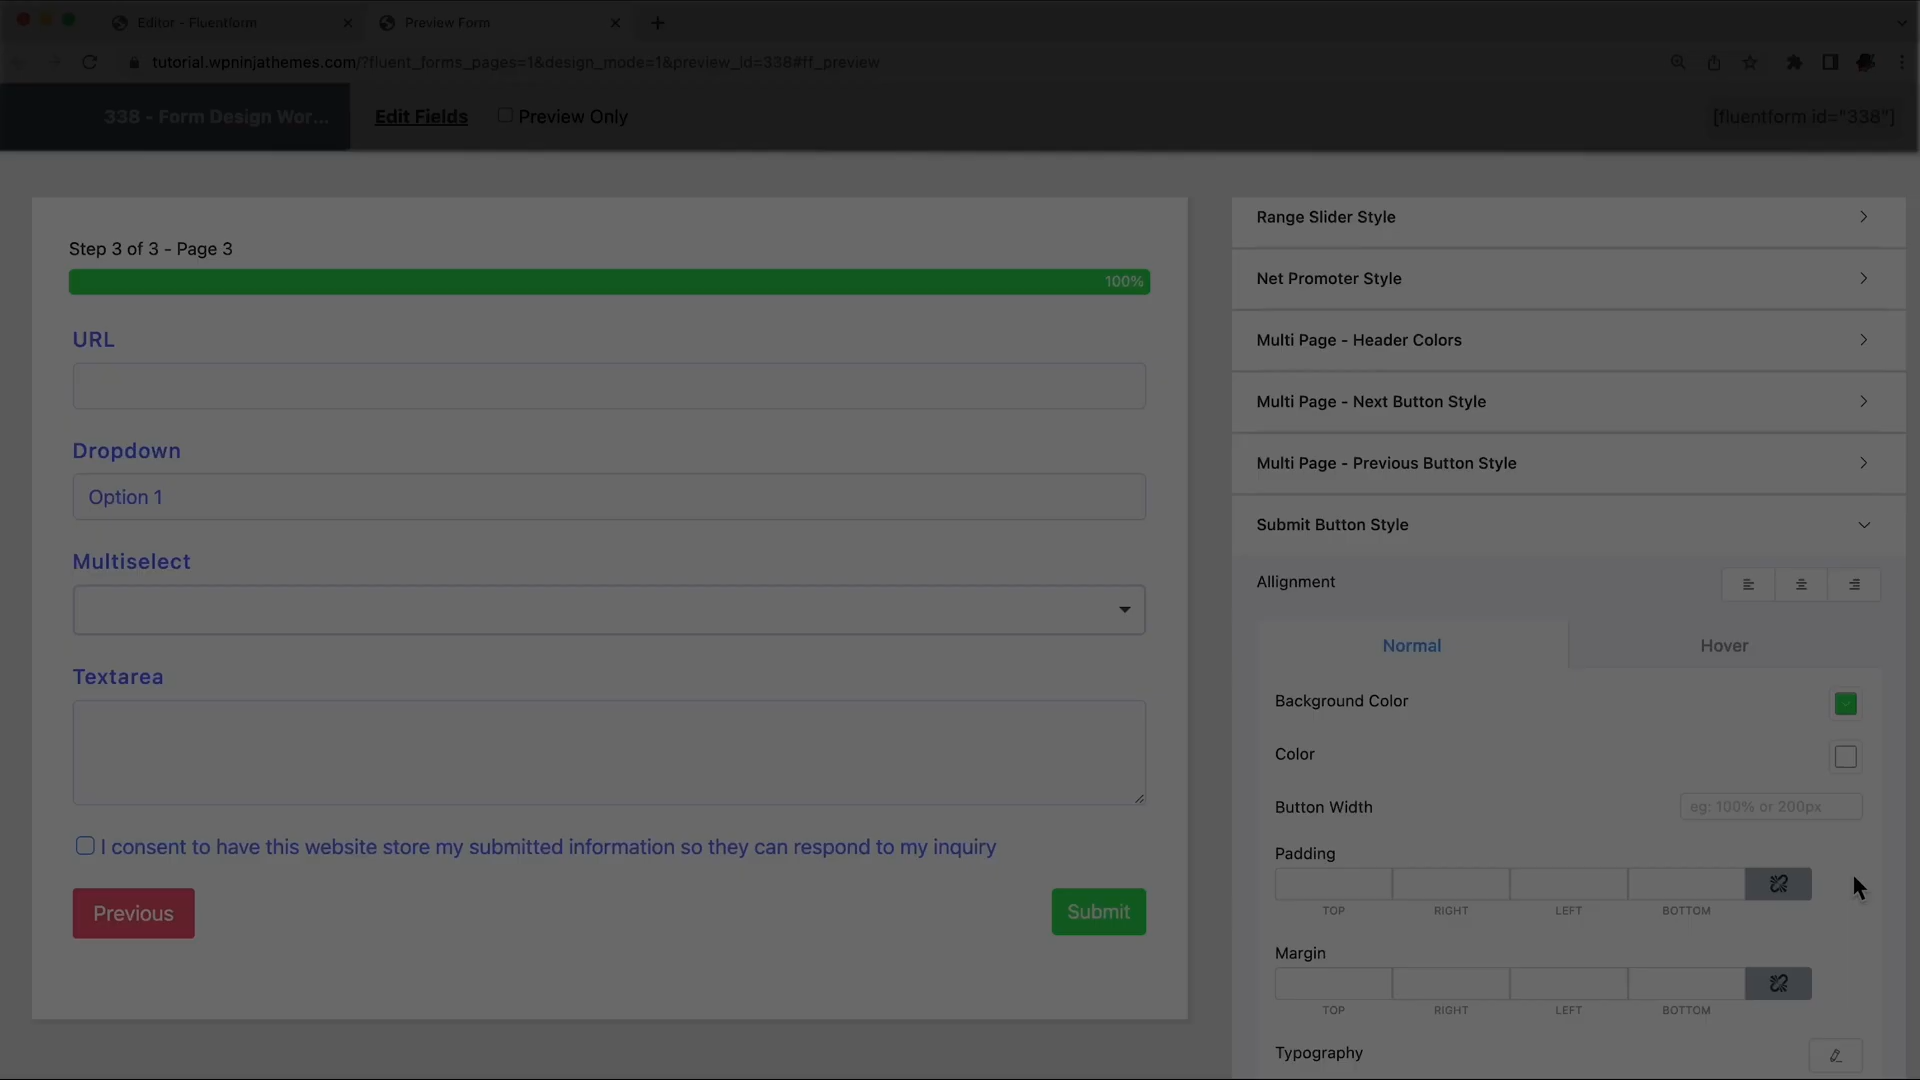 Editor - Fluentform
Preview Form
tutorial.wpninjathemes.com/?fluent_forms_pages=1&design_mode=1&preview_id=338#ff_preview
338 - Form Design Wor...
Edit Fields
Preview Only
[fluentform id="338"]
Step 3 of 3 - Page 3
100%
URL
Dropdown
Option 1
Multiselect
Textarea
I consent to have this website store my submitted information so they can respond to my inquiry
Previous
Submit
Range Slider Style
Net Promoter Style
Multi Page - Header Colors
Multi Page - Next Button Style
Multi Page - Previous Button Style
Submit Button Style
Allignment
Normal
Hover
Background Color
Color
Button Width
eg: 100% or 200px
Padding
TOP RIGHT LEFT BOTTOM
Margin
TOP RIGHT LEFT BOTTOM
Typography